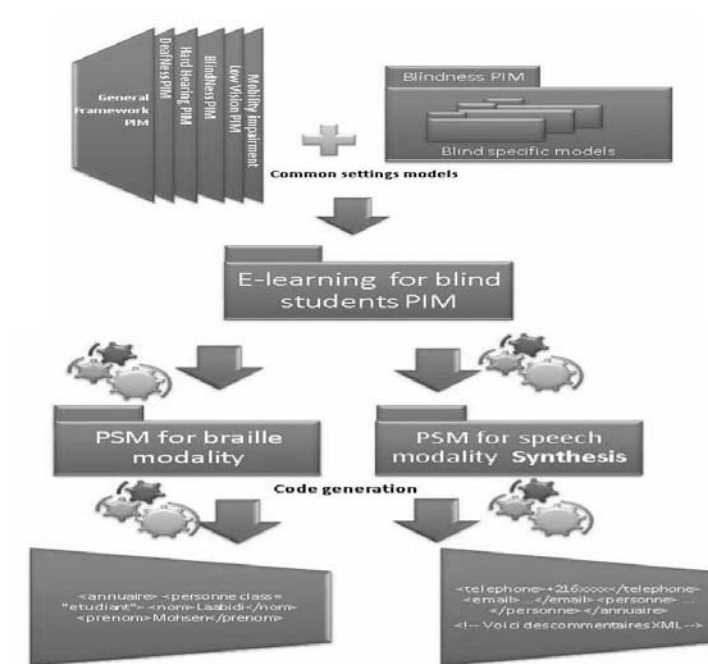 General
Framework
PIM
DeafNess PIM
Hard Hearing PIM
BlindNess PIM
Low Vision PIM
Mobility impairment
Blindness PIM
Blind specific models
Common settings models
E-learning for blind
students PIM
PSM for braille
modality
PSM for speech
modality Synthesis
Code generation
<annuaire> <personne class =
"etudiant"> <nom>Laabidi</nom>
<prenom>Mohsen</prenom>
<telephone>+216xxxx</telephone>
<email>...</email> <personne> ...
</personne> </annuaire>
<!-- Voici des commentaires XML -->